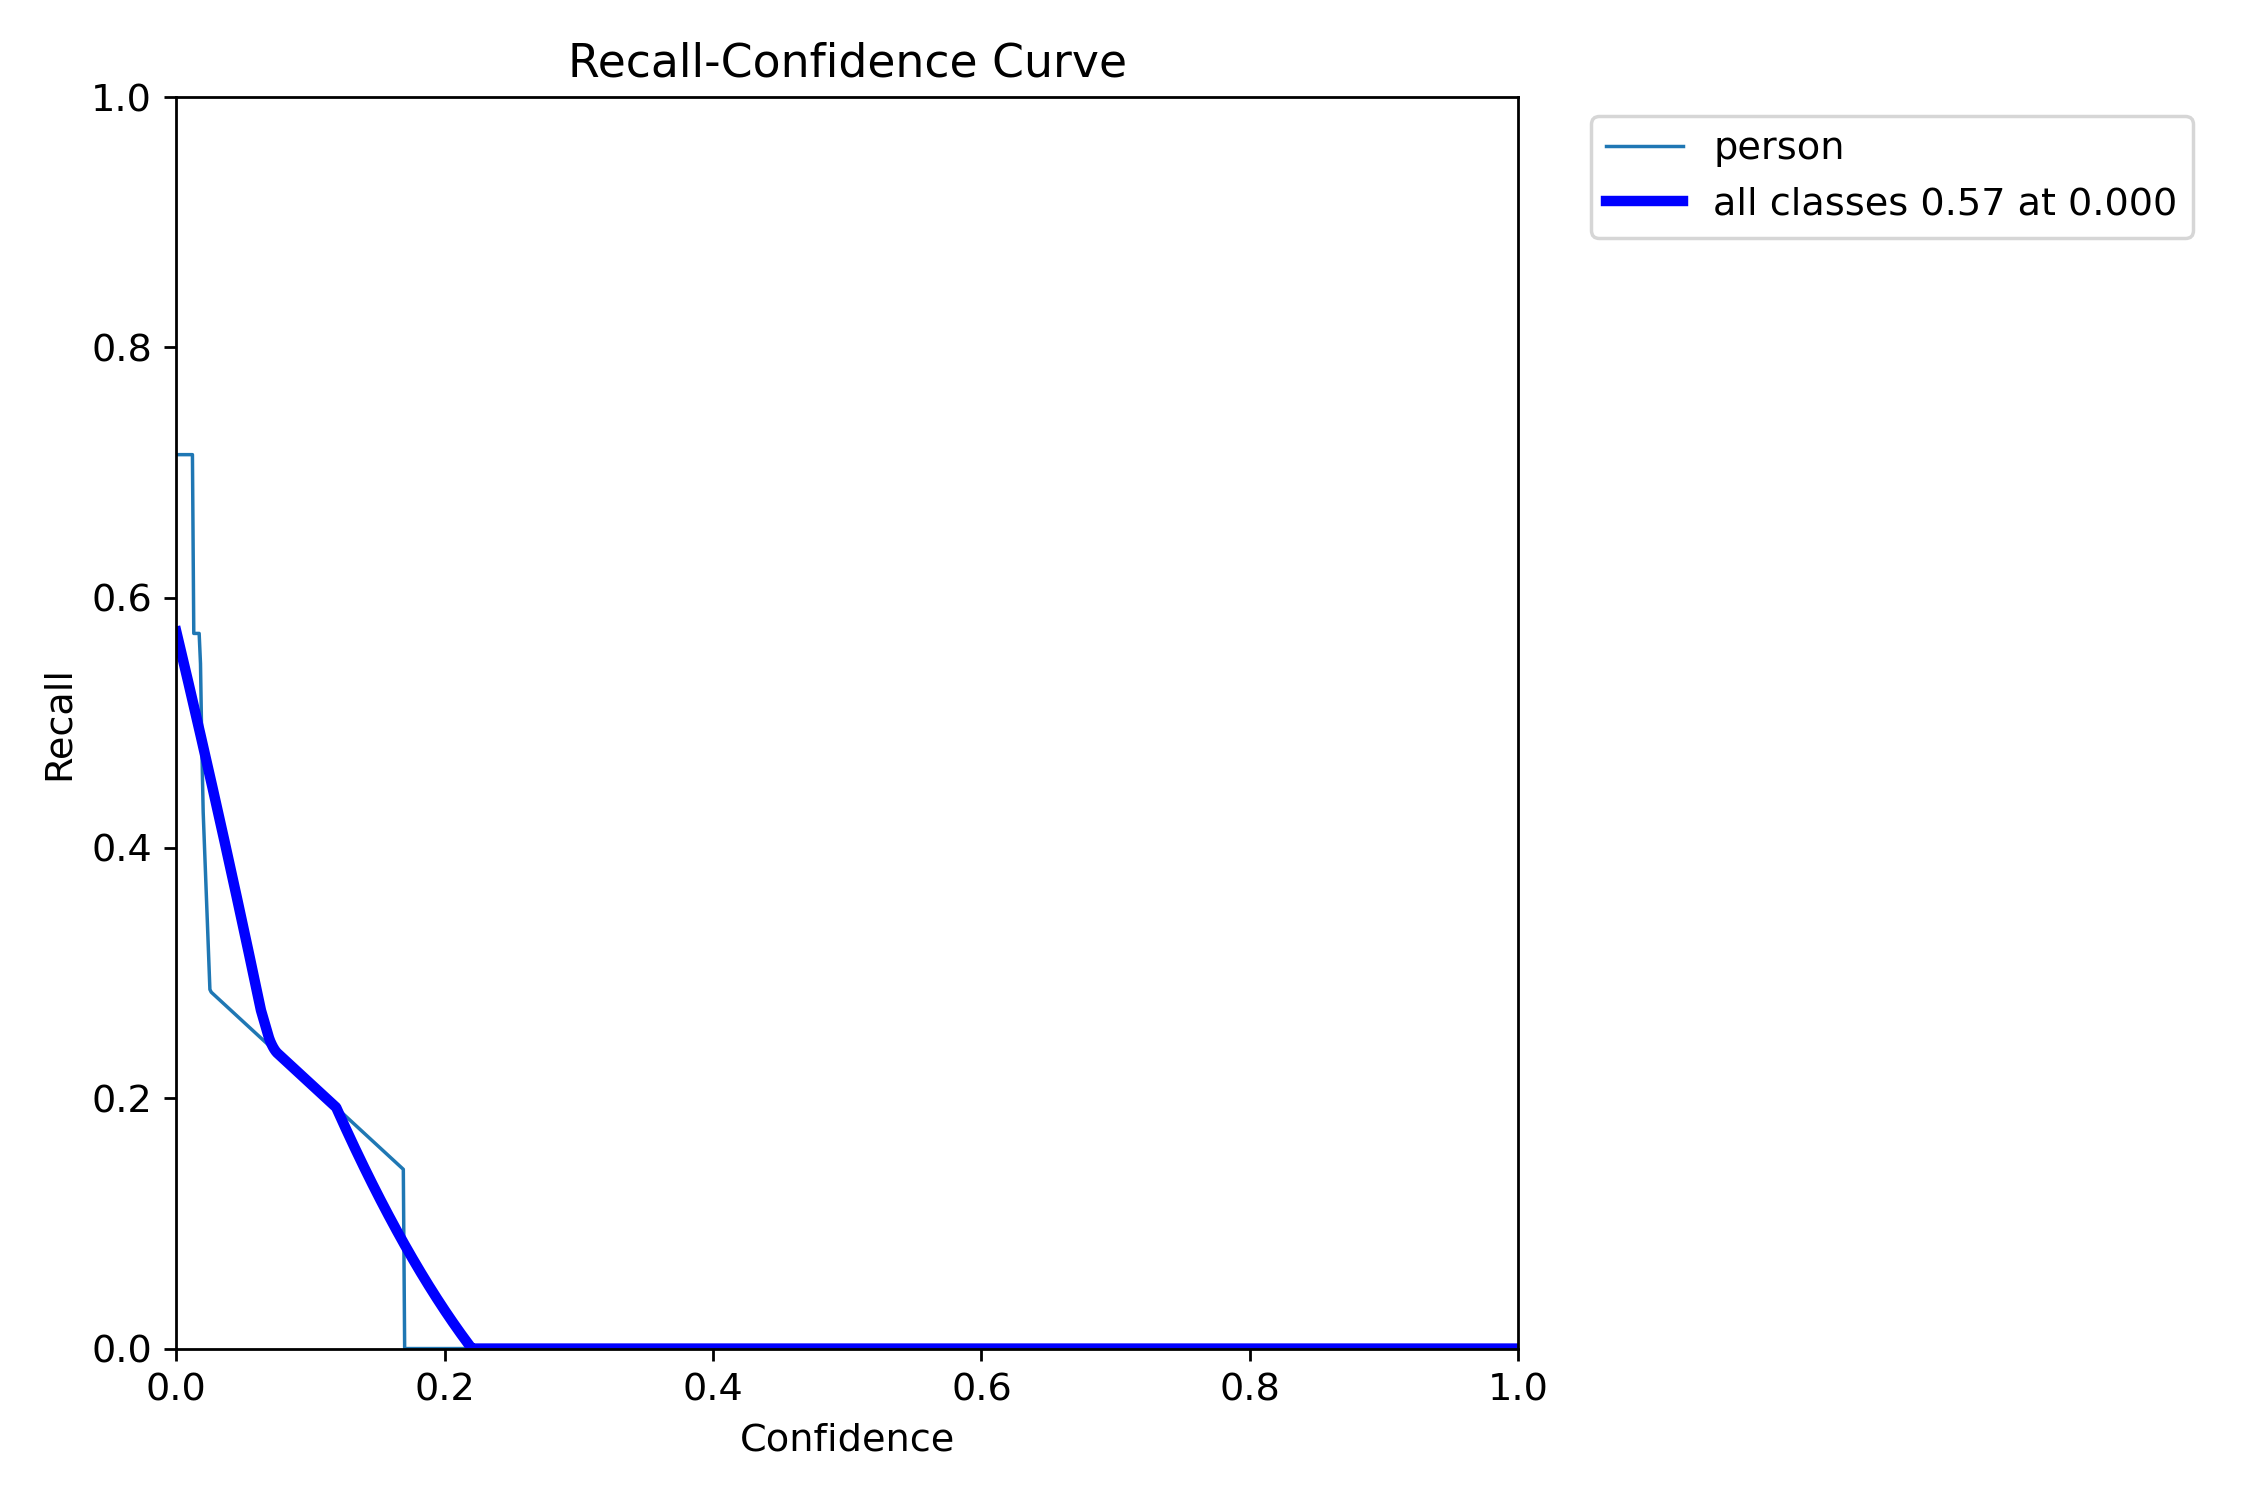 Recall-Confidence Curve
1.0
0.8
0.6
0.4
0.2
0.0
Recall
0.0 0.2 0.4 0.6 0.8 1.0
Confidence
person
all classes 0.57 at 0.000